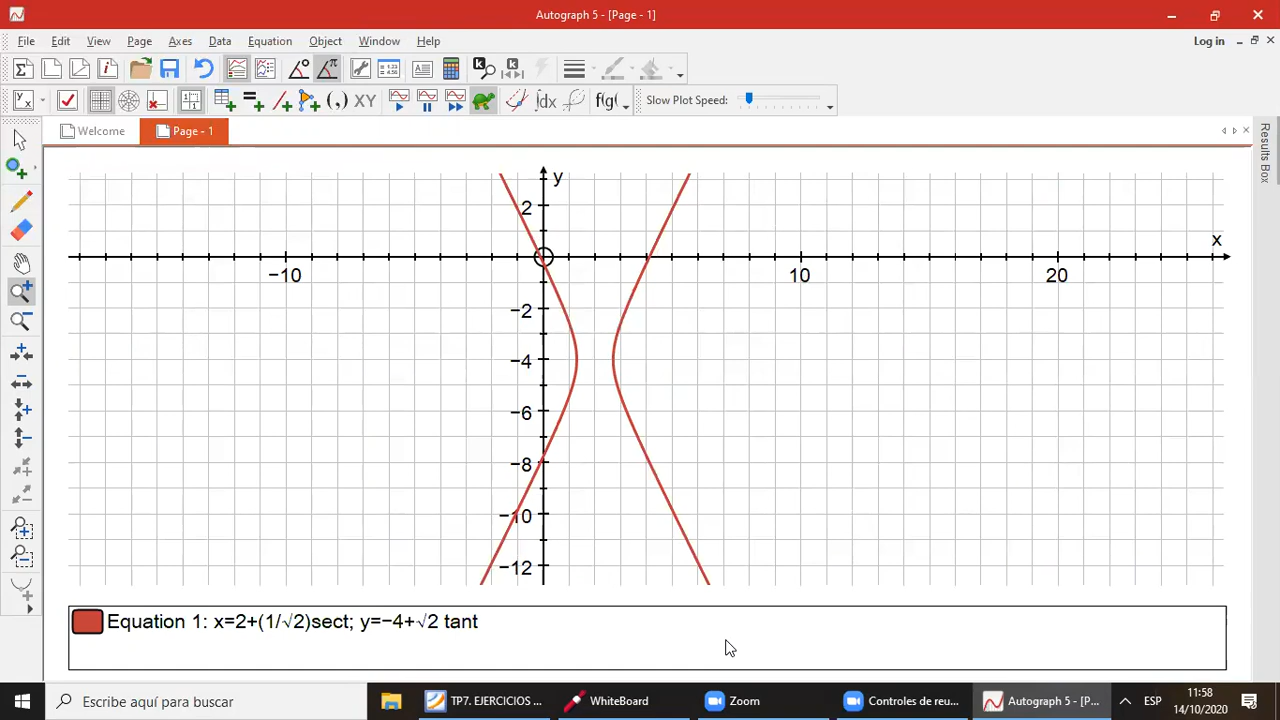 Autograph 5 - [Page - 1]
File Edit View Page Axes Data Equation Object Window Help Log in
Slow Plot Speed:
Welcome Page - 1
Results Box
y
x
2
−10 10 20
−2
−4
−6
−8
−10
−12
Equation 1: x=2+(1/√2)sect; y=−4+√2 tant
Escribe aquí para buscar TP7. EJERCICIOS ... WhiteBoard Zoom Controles de reu... Autograph 5 - [P... ESP 11:58
14/10/2020